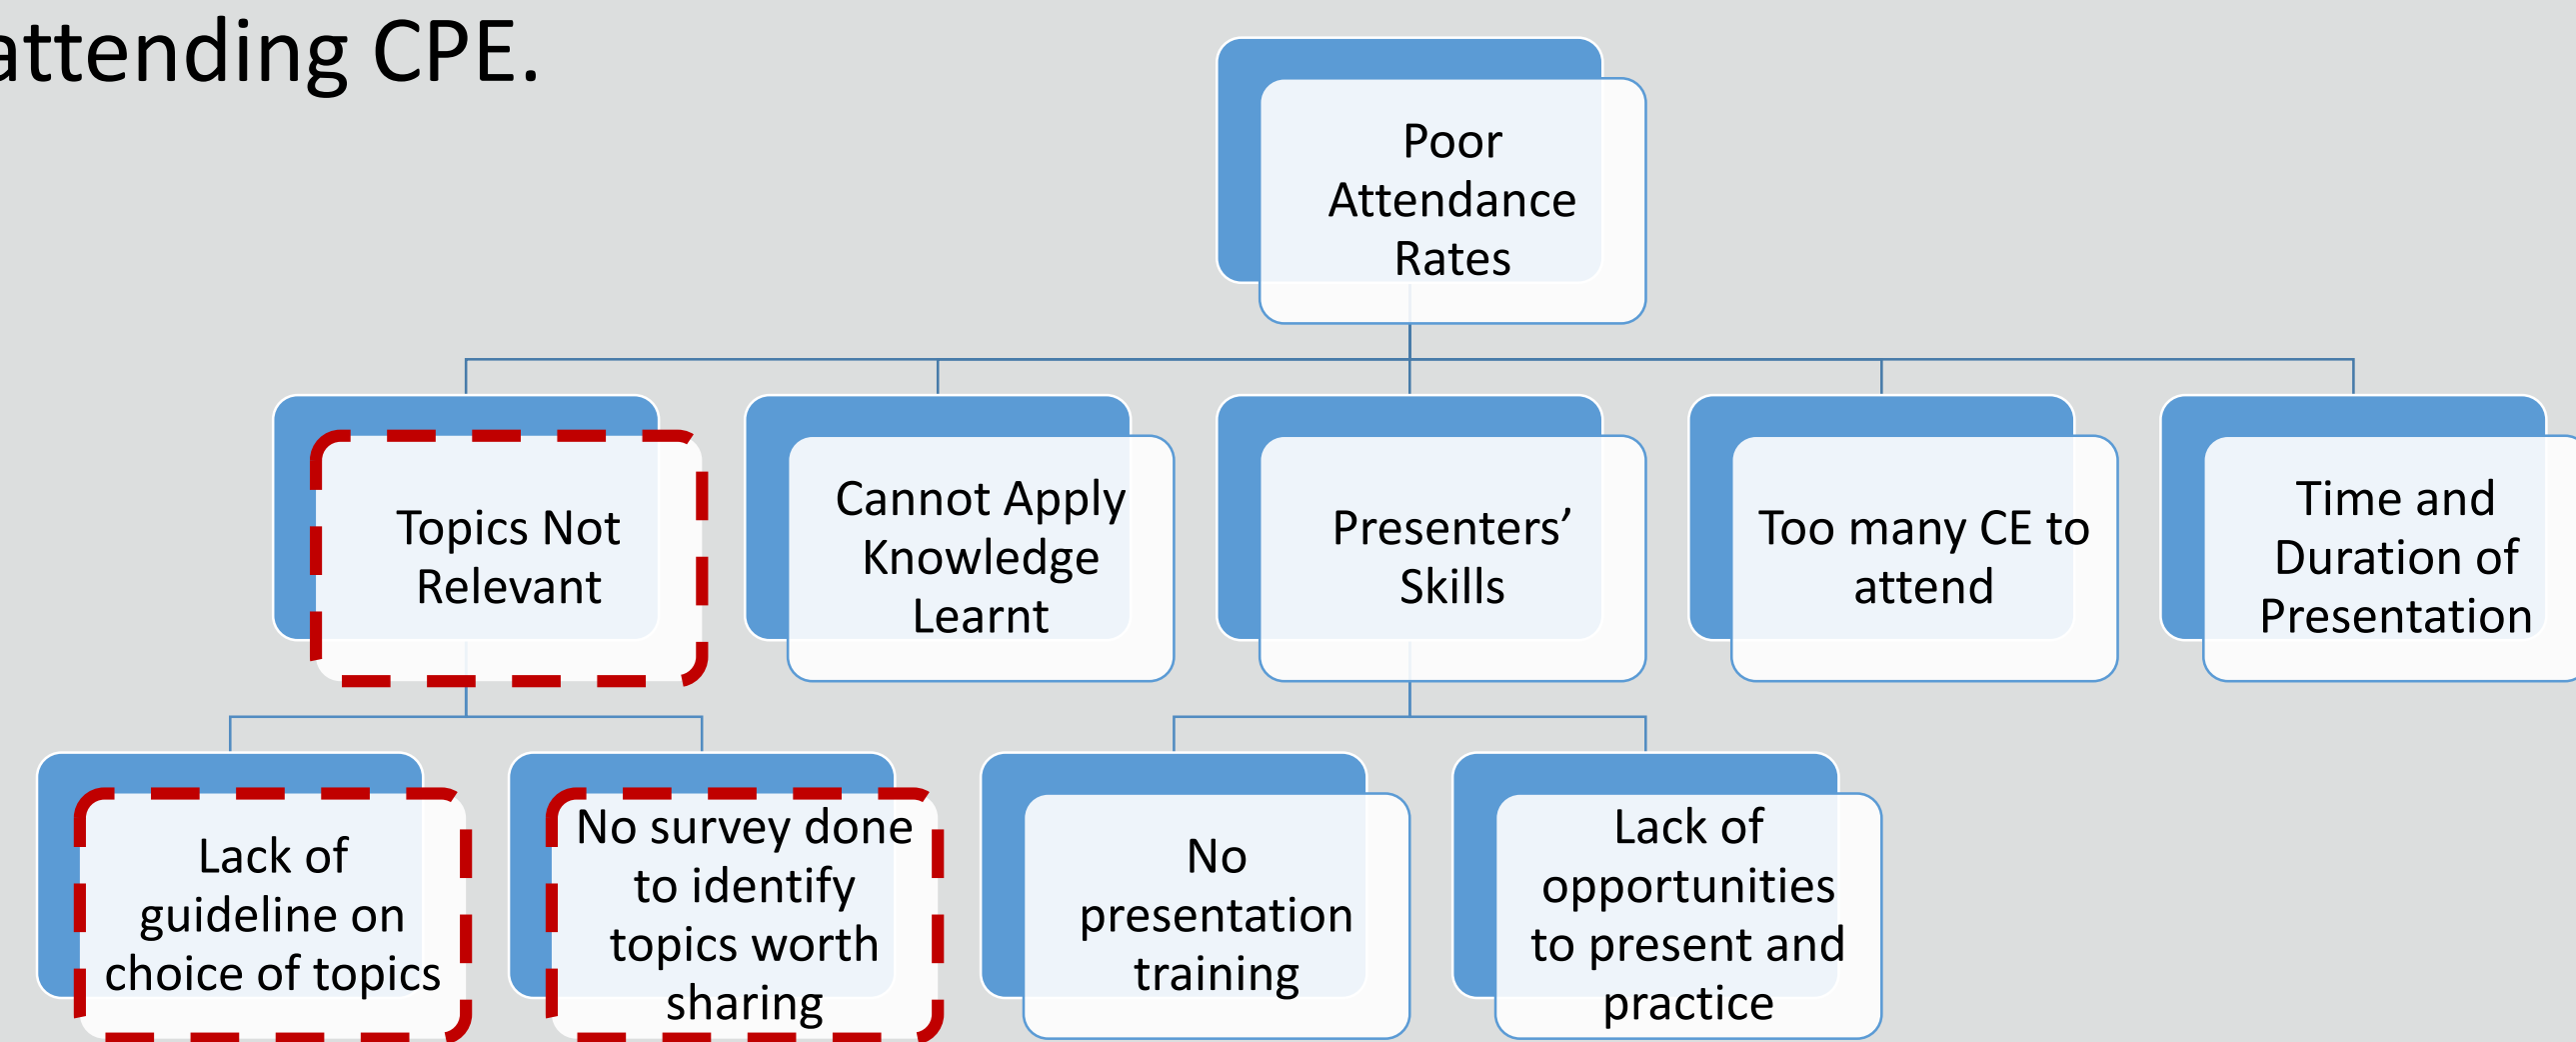 attending CPE.
Poor
Attendance
Rates
Topics Not
Relevant
Cannot Apply
Knowledge
Learnt
Presenters’
Skills
Too many CE to
attend
Time and
Duration of
Presentation
Lack of
guideline on
choice of topics
No survey done
to identify
topics worth
sharing
No
presentation
training
Lack of
opportunities
to present and
practice